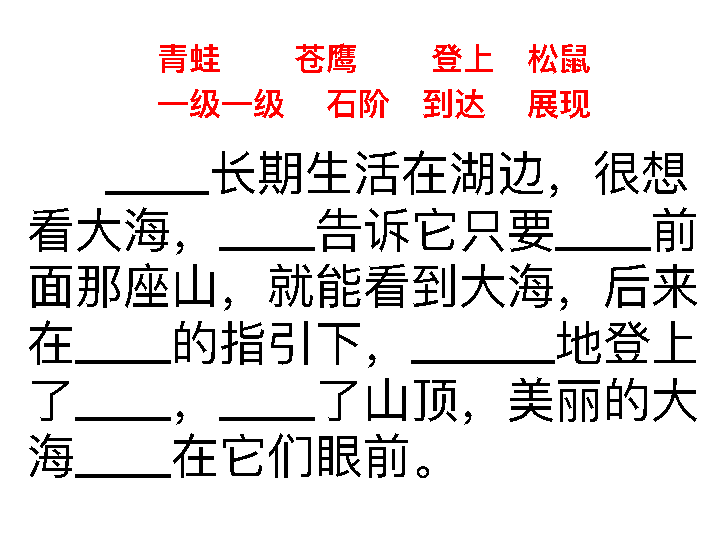 青蛙 苍鹰 登上 松鼠
一级一级 石阶 到达 展现
____长期生活在湖边，很想
看大海，____告诉它只要____前
面那座山，就能看到大海，后来
在____的指引下，______地登上
了____，____了山顶，美丽的大
海____在它们眼前。